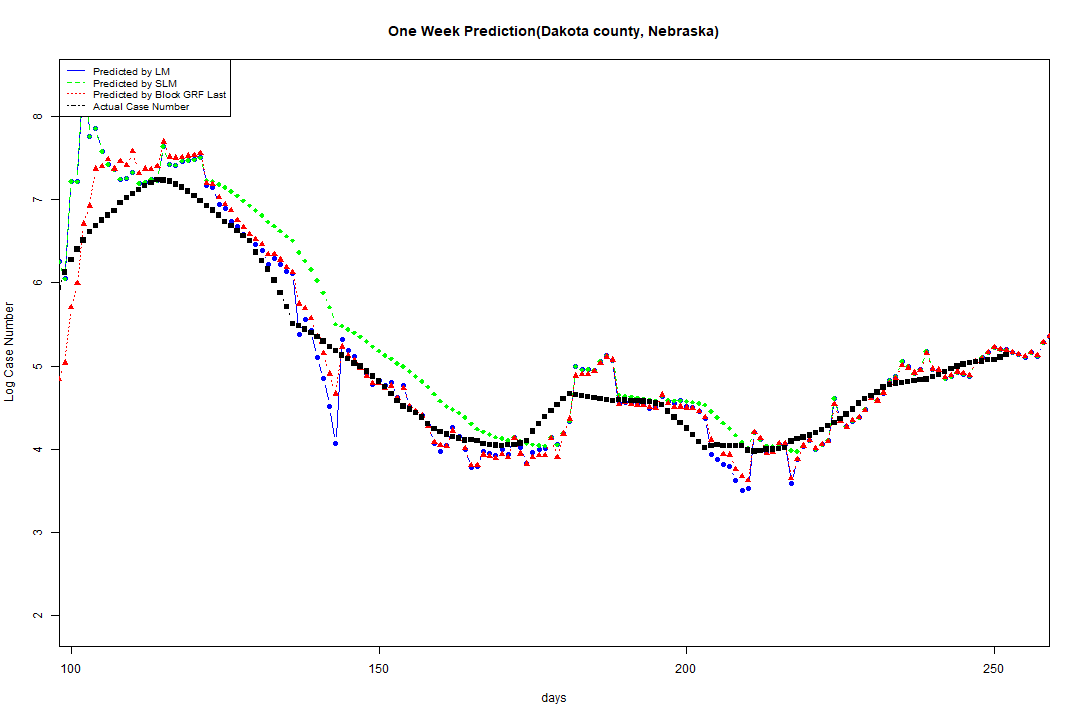 One Week Prediction(Dakota county, Nebraska)
Predicted by LM
Predicted by SLM
Predicted by Block GRF Last
Actual Case Number
8
7
6
5
4
3
2
Log Case Number
100 150 200 250
days